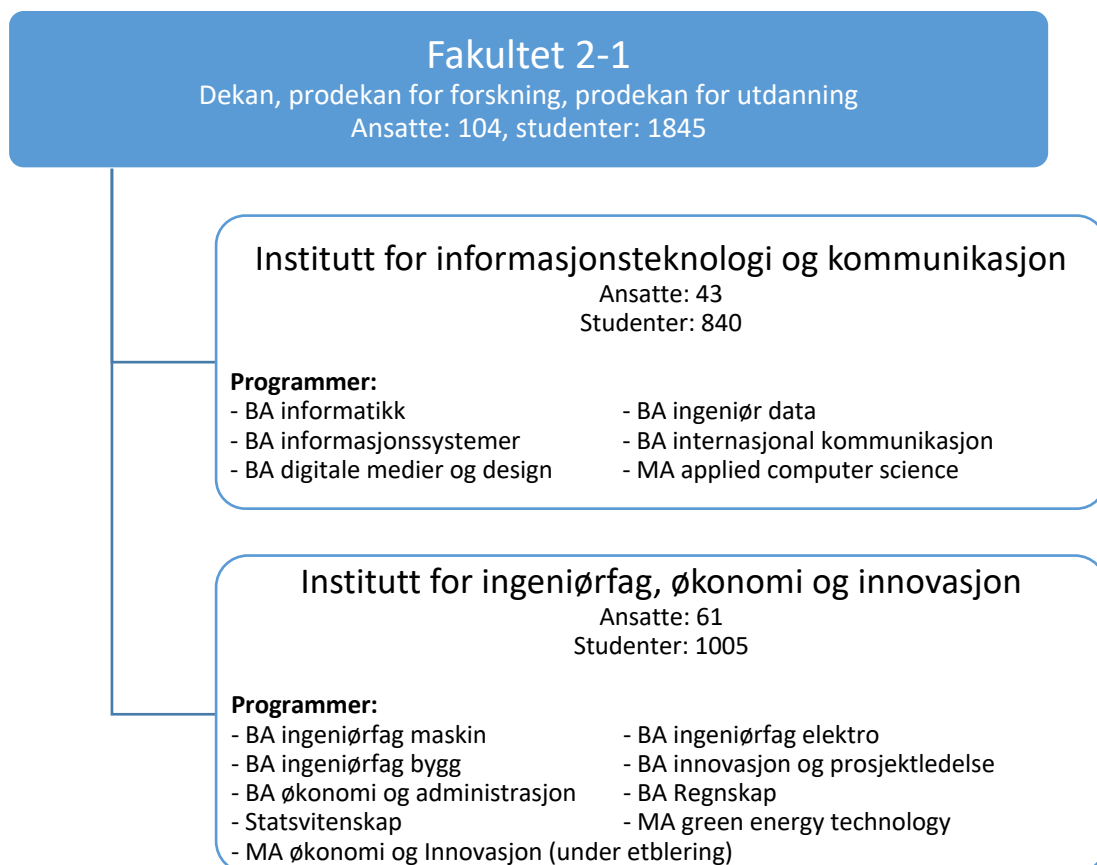 Fakultet 2-1
Dekan, prodekan for forskning, prodekan for utdanning
Ansatte: 104, studenter: 1845
Institutt for informasjonsteknologi og kommunikasjon
Ansatte: 43
Studenter: 840
Programmer:
- BA informatikk - BA ingeniør data
- BA informasjonssystemer - BA internasjonal kommunikasjon
- BA digitale medier og design - MA applied computer science
Institutt for ingeniørfag, økonomi og innovasjon
Ansatte: 61
Studenter: 1005
Programmer:
- BA ingeniørfag maskin - BA ingeniørfag elektro
- BA ingeniørfag bygg - BA innovasjon og prosjektledelse
- BA økonomi og administrasjon - BA Regnskap
- Statsvitenskap - MA green energy technology
- MA økonomi og Innovasjon (under etblering)